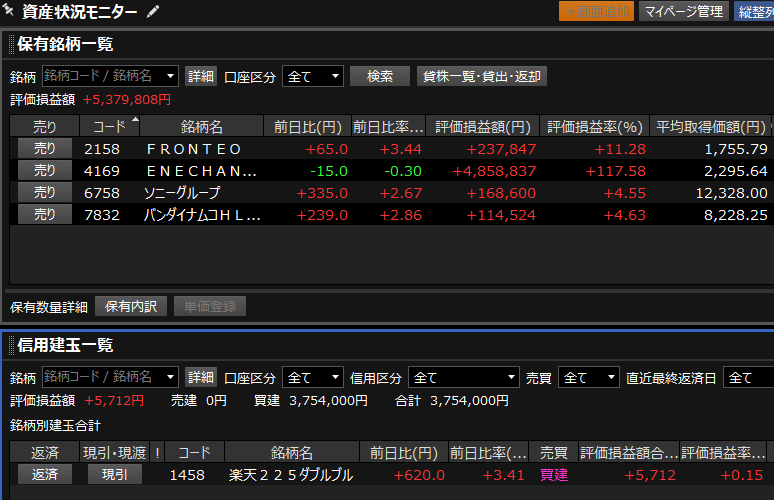 資産状況モニター
＋画面追加 マイページ管理 縦整列
保有銘柄一覧
銘柄 銘柄コード / 銘柄名 詳細 口座区分 全て 検索 貸株一覧・貸出・返却
評価損益額 +5,379,808円
売り コード 銘柄名 前日比(円) 前日比率... 評価損益額(円) 評価損益率(%) 平均取得価額(円)
売り 2158 ＦＲＯＮＴＥＯ +65.0 +3.44 +237,847 +11.28 1,755.79
売り 4169 ＥＮＥＣＨＡＮ... -15.0 -0.30 +4,858,837 +117.58 2,295.64
売り 6758 ソニーグループ +335.0 +2.67 +168,600 +4.55 12,328.00
売り 7832 バンダイナムコＨＬ... +239.0 +2.86 +114,524 +4.63 8,228.25
保有数量詳細 保有内訳 単価登録
信用建玉一覧
銘柄 銘柄コード / 銘柄名 詳細 口座区分 全て 信用区分 全て 売買 全て 直近最終返済日 全て
評価損益額 +5,712円 売建 0円 買建 3,754,000円 合計 3,754,000円
銘柄別建玉合計
返済 現引・現渡 ! コード 銘柄名 前日比(円) 前日比率(... 売買 評価損益額合... 評価損益率...
返済 現引 1458 楽天２２５ダブルブル +620.0 +3.41 買建 +5,712 +0.15